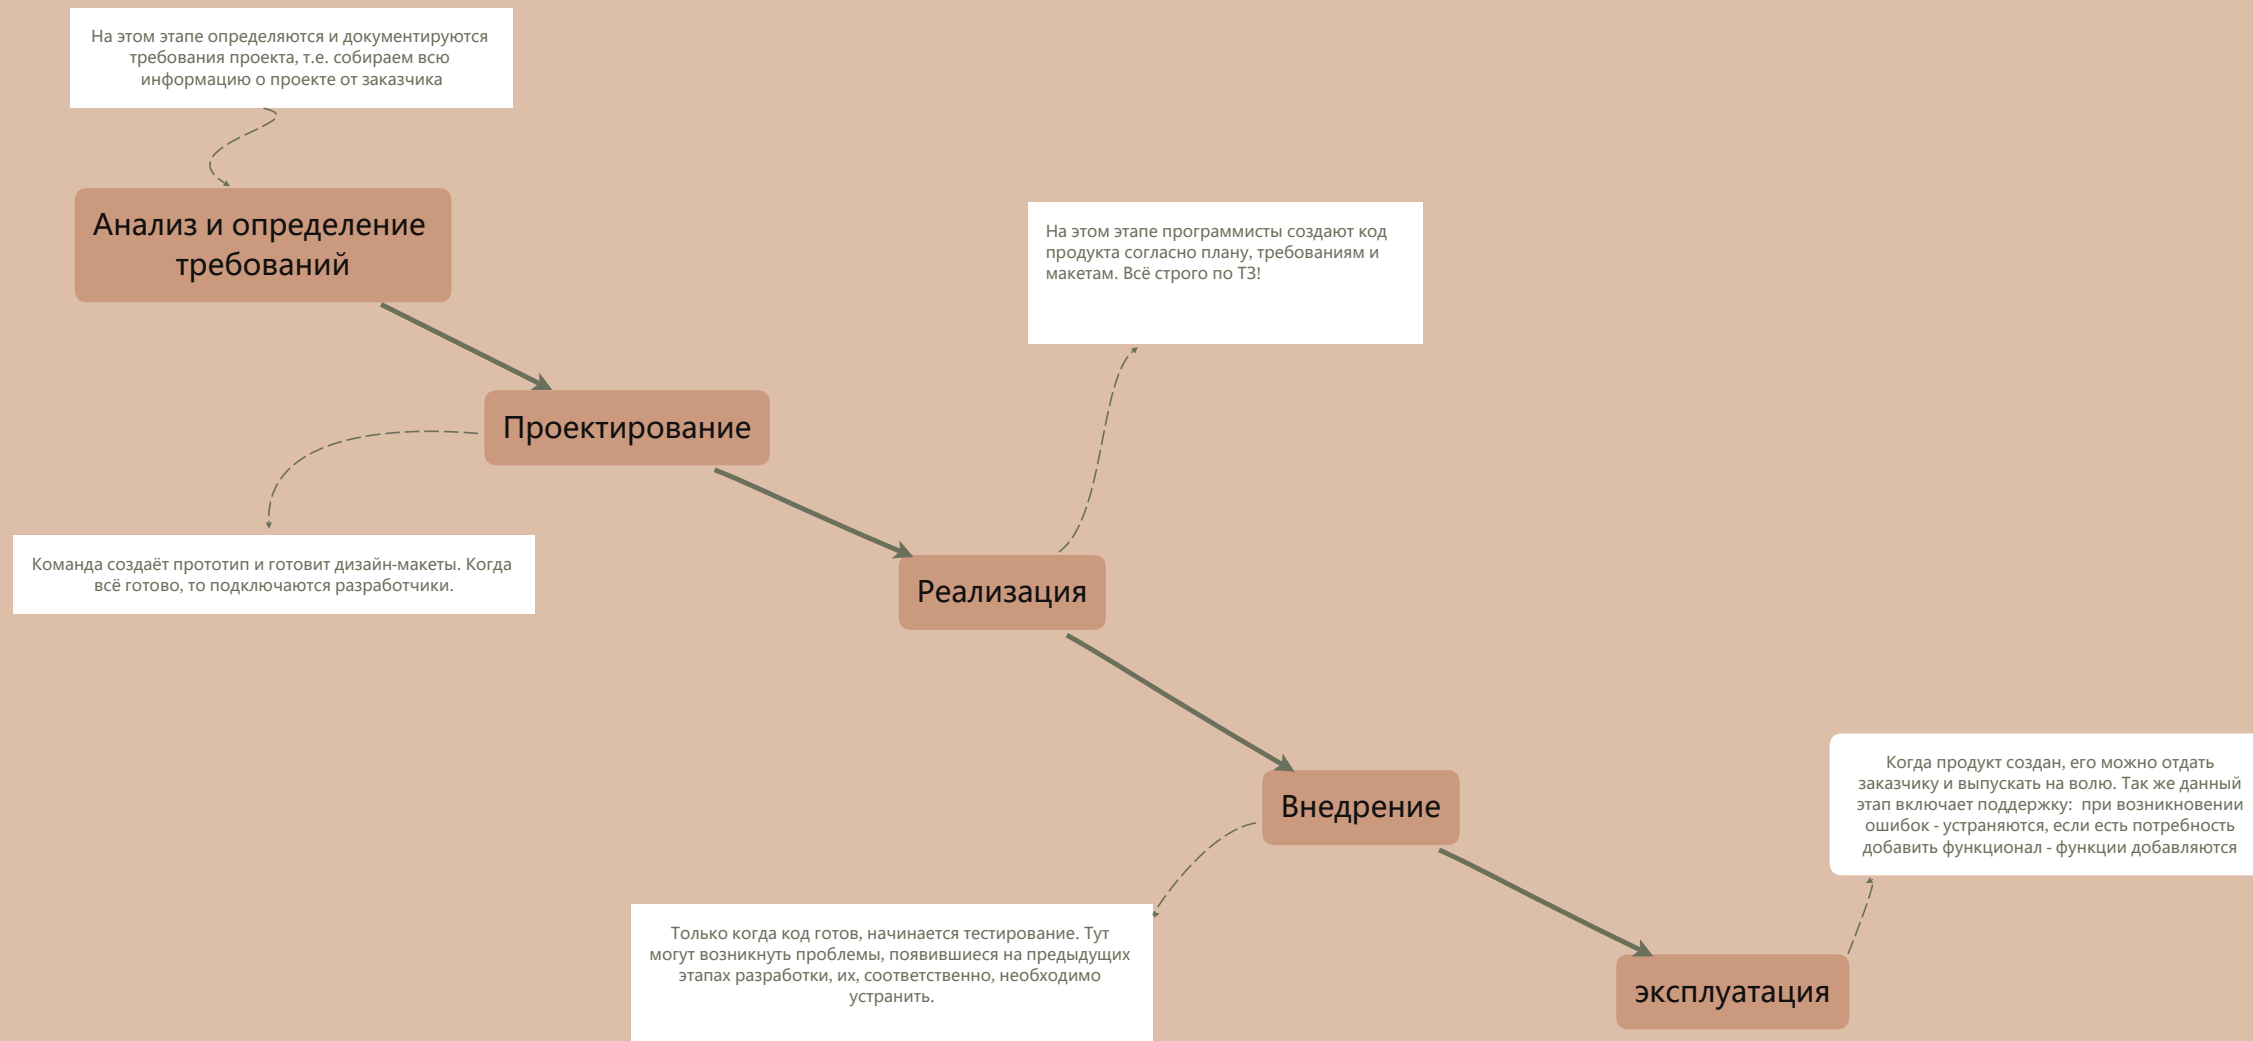 На этом этапе определяются и документируются
требования проекта, т.е. собираем всю
информацию о проекте от заказчика
Анализ и определение
требований
На этом этапе программисты создают код
продукта согласно плану, требованиям и
макетам. Всё строго по ТЗ!
Проектирование
Команда создаёт прототип и готовит дизайн-макеты. Когда
всё готово, то подключаются разработчики.
Реализация
Внедрение
Когда продукт создан, его можно отдать
заказчику и выпускать на волю. Так же данный
этап включает поддержку: при возникновении
ошибок - устраняются, если есть потребность
добавить функционал - функции добавляются
Только когда код готов, начинается тестирование. Тут
могут возникнуть проблемы, появившиеся на предыдущих
этапах разработки, их, соответственно, необходимо
устранить.
эксплуатация